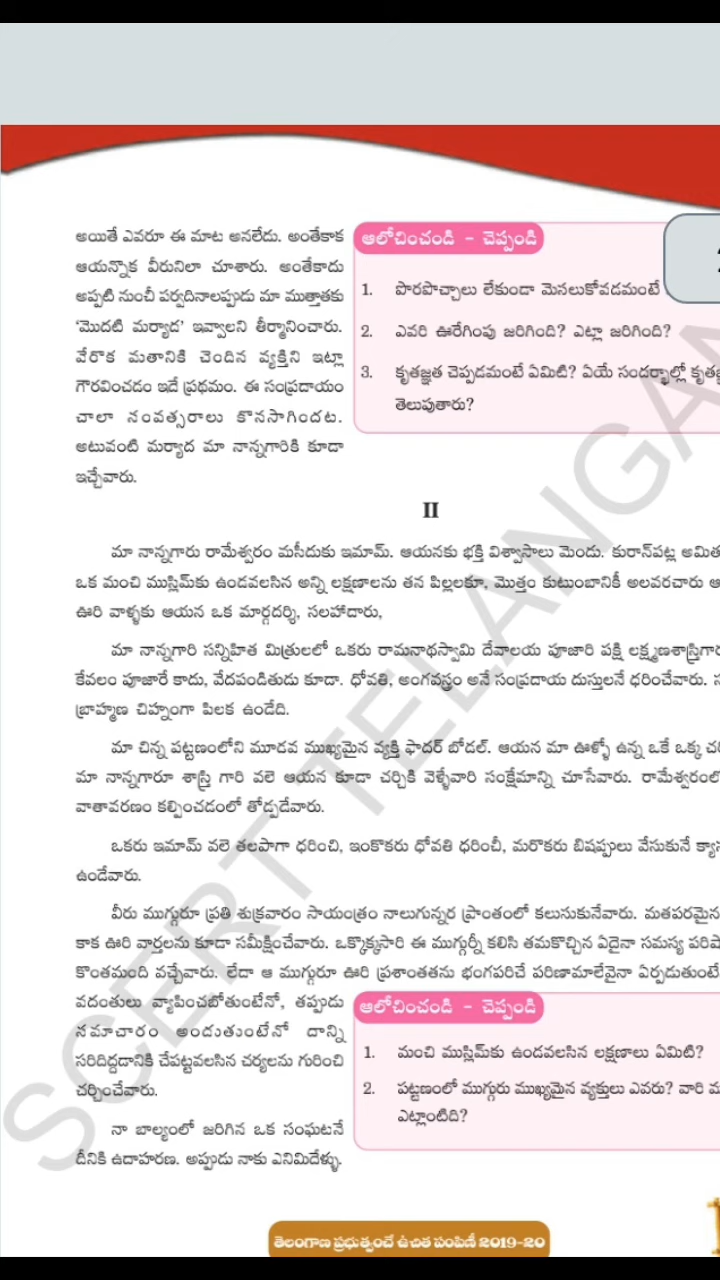 అయితే ఎవరూ ఈ మాట అనలేదు. అంతేకాక
ఆయన్నొక వీరునిలా చూశారు. అంతేకాదు
అప్పటి నుంచీ పర్వదినాలప్పుడు మా ముత్తాతకు
‘మొదటి మర్యాద’ ఇవ్వాలని తీర్మానించారు.
వేరొక మతానికి చెందిన వ్యక్తిని ఇట్లా
గౌరవించడం ఇదే ప్రథమం. ఈ సంప్రదాయం
చాలా సంవత్సరాలు కొనసాగిందట.
అటువంటి మర్యాద మా నాన్నగారికి కూడా
ఇచ్చేవారు.
ఆలోచించండి - చెప్పండి
1. పొరపొచ్చాలు లేకుండా మెసలుకోవడమంటే
2. ఎవరి ఊరేగింపు జరిగింది? ఎట్లా జరిగింది?
3. కృతజ్ఞత చెప్పడమంటే ఏమిటి? ఏయే సందర్భాల్లో
తెలుపుతారు?
II
మా నాన్నగారు రామేశ్వరం మసీదుకు ఇమామ్. ఆయనకు భక్తి విశ్వాసాలు మెండు. కురాన్‌పట్ల
ఒక మంచి ముస్లిమ్‌కు ఉండవలసిన అన్ని లక్షణాలను తన పిల్లలకూ, మొత్తం కుటుంబానికీ అలవరచారు
ఊరి వాళ్ళకు ఆయన ఒక మార్గదర్శి, సలహాదారు,
మా నాన్నగారి సన్నిహిత మిత్రులలో ఒకరు రామనాథస్వామి దేవాలయ పూజారి పక్షి
కేవలం పూజారే కాదు, వేదపండితుడు కూడా. ధోవతి, అంగవస్త్రం అనే సంప్రదాయ దుస్తులనే ధరించేవారు.
బ్రాహ్మణ చిహ్నంగా పిలక ఉండేది.
మా చిన్న పట్టణంలోని మూడవ ముఖ్యమైన వ్యక్తి ఫాదర్ బోదల్. ఆయన మా ఊళ్ళో ఉన్న ఒకే ఒక్క
మా నాన్నగారూ శాస్త్రి గారి వలె ఆయన కూడా చర్చికి వెళ్ళేవారి సంక్షేమాన్ని చూసేవారు.
వాతావరణం కల్పించడంలో తోడ్పడేవారు.
ఒకరు ఇమామ్ వలె తలపాగా ధరించి, ఇంకొకరు ధోవతి ధరించీ, మరొకరు బిషప్పులు వేసుకునే
ఉండేవారు.
వీరు ముగ్గురూ ప్రతి శుక్రవారం సాయంత్రం నాలుగున్నర ప్రాంతంలో కలుసుకునేవారు. మతపరమైన
కాక ఊరి వార్తలను కూడా సమీక్షించేవారు. ఒక్కొక్కసారి ఈ ముగ్గుర్నీ కలిసి తమకొచ్చిన ఏదైనా సమస్య
కొంతమంది వచ్చేవారు. లేదా ఆ ముగ్గురూ ఊరి ప్రశాంతతను భంగపరిచే పరిణామాలేవైనా ఏర్పడుతుంటే
వదంతులు వ్యాపించబోతుంటేనో, తప్పుడు
సమాచారం అందుతుంటేనో దాన్ని
సరిదిద్దడానికి చేపట్టవలసిన చర్యలను గురించి
చర్చించేవారు.
నా బాల్యంలో జరిగిన ఒక సంఘటనే
దీనికి ఉదాహరణ. అప్పుడు నాకు ఎనిమిదేళ్ళు.
ఆలోచించండి - చెప్పండి
1. మంచి ముస్లిమ్‌కు ఉండవలసిన లక్షణాలు ఏమిటి?
2. పట్టణంలో ముగ్గురు ముఖ్యమైన వ్యక్తులు ఎవరు? వారి
ఎట్లాంటిది?
SCERT TELANGAN
తెలంగాణ ప్రభుత్వంచే ఉచిత పంపిణీ 2019-20